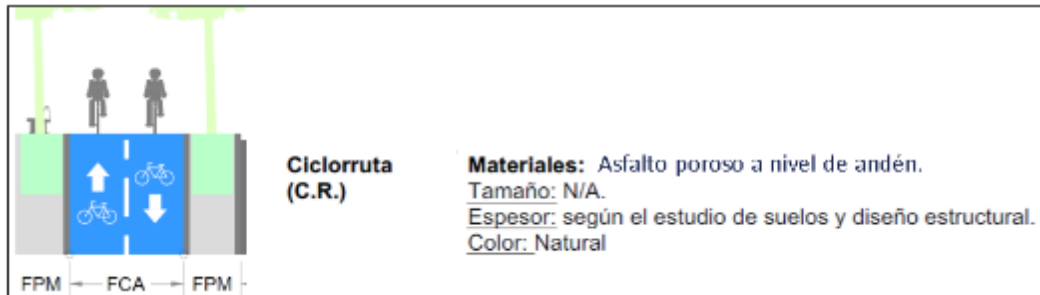 Ciclorruta
(C.R.)
Materiales: Asfalto poroso a nivel de andén.
Tamaño: N/A.
Espesor: según el estudio de suelos y diseño estructural.
Color: Natural
FPM FCA FPM